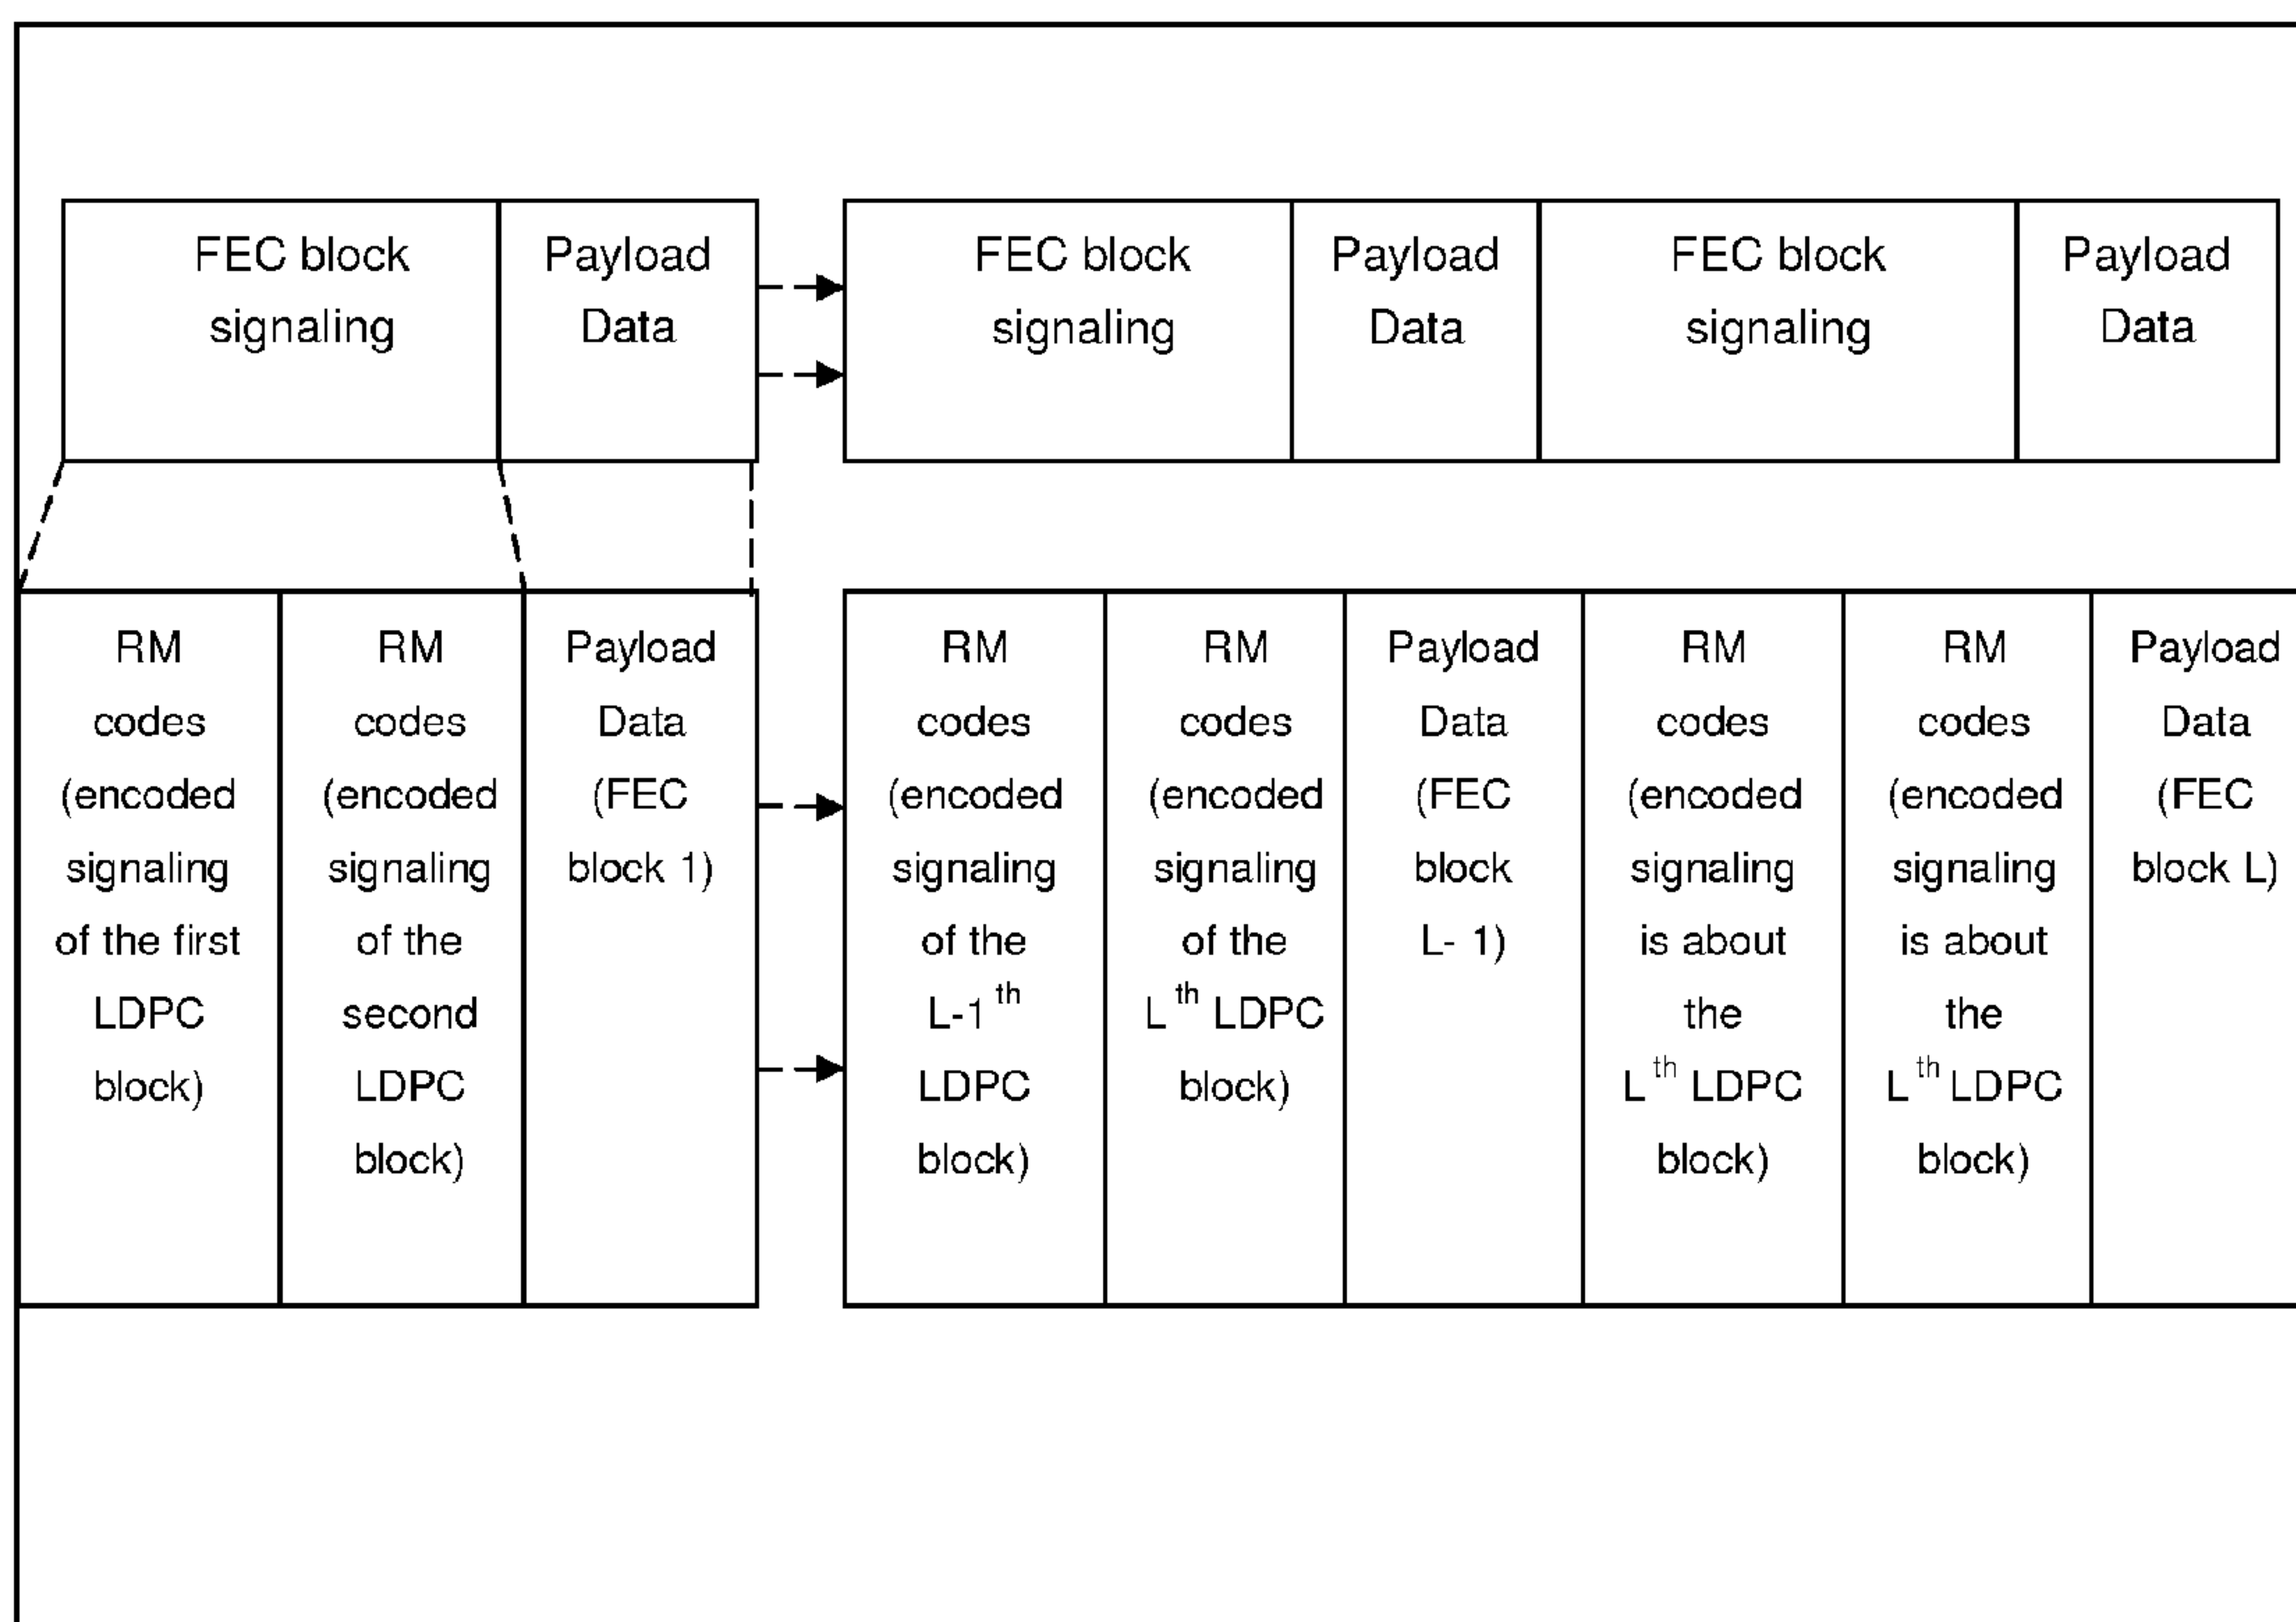 FEC block
signaling
Payload
Data
FEC block
signaling
Payload
Data
FEC block
signaling
Payload
Data
RM
codes
(encoded
signaling
of the first
LDPC
block)
RM
codes
(encoded
signaling
of the
second
LDPC
block)
Payload
Data
(FEC
block 1)
RM
codes
(encoded
signaling
of the
L-1 th
LDPC
block)
RM
codes
(encoded
signaling
of the
L th LDPC
block)
Payload
Data
(FEC
block
L- 1)
RM
codes
(encoded
signaling
is about
the
L th LDPC
block)
RM
codes
(encoded
signaling
is about
the
L th LDPC
block)
Payload
Data
(FEC
block L)